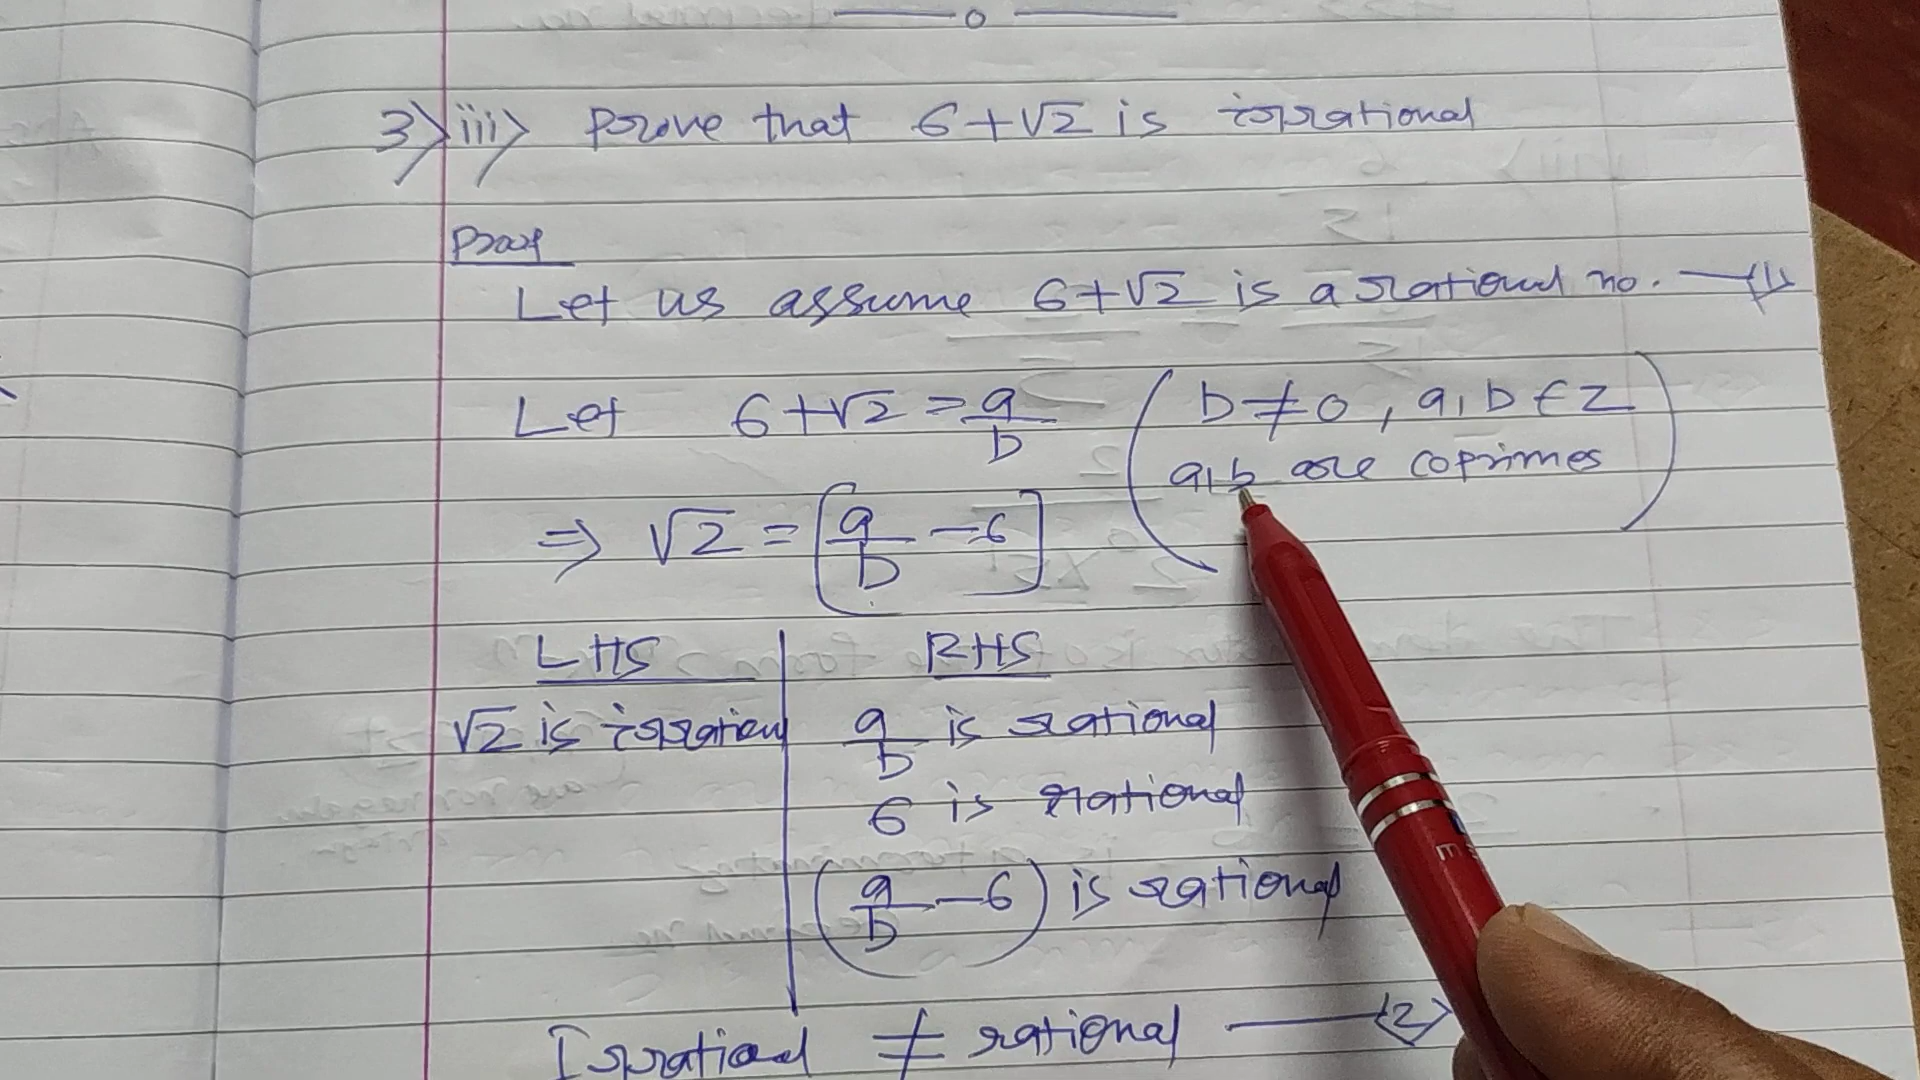 3) iii) Prove that 6+√2 is irrational
Proof
Let us assume 6+√2 is a rational no. —(1)
Let 6+√2 = a/b (b≠0, a,b ∈ Z
a,b are coprimes)
⇒ √2 = [a/b - 6]
LHS RHS
√2 is irration a/b is rational
6 is rational
(a/b - 6) is rational
Irrational ≠ rational —(2)